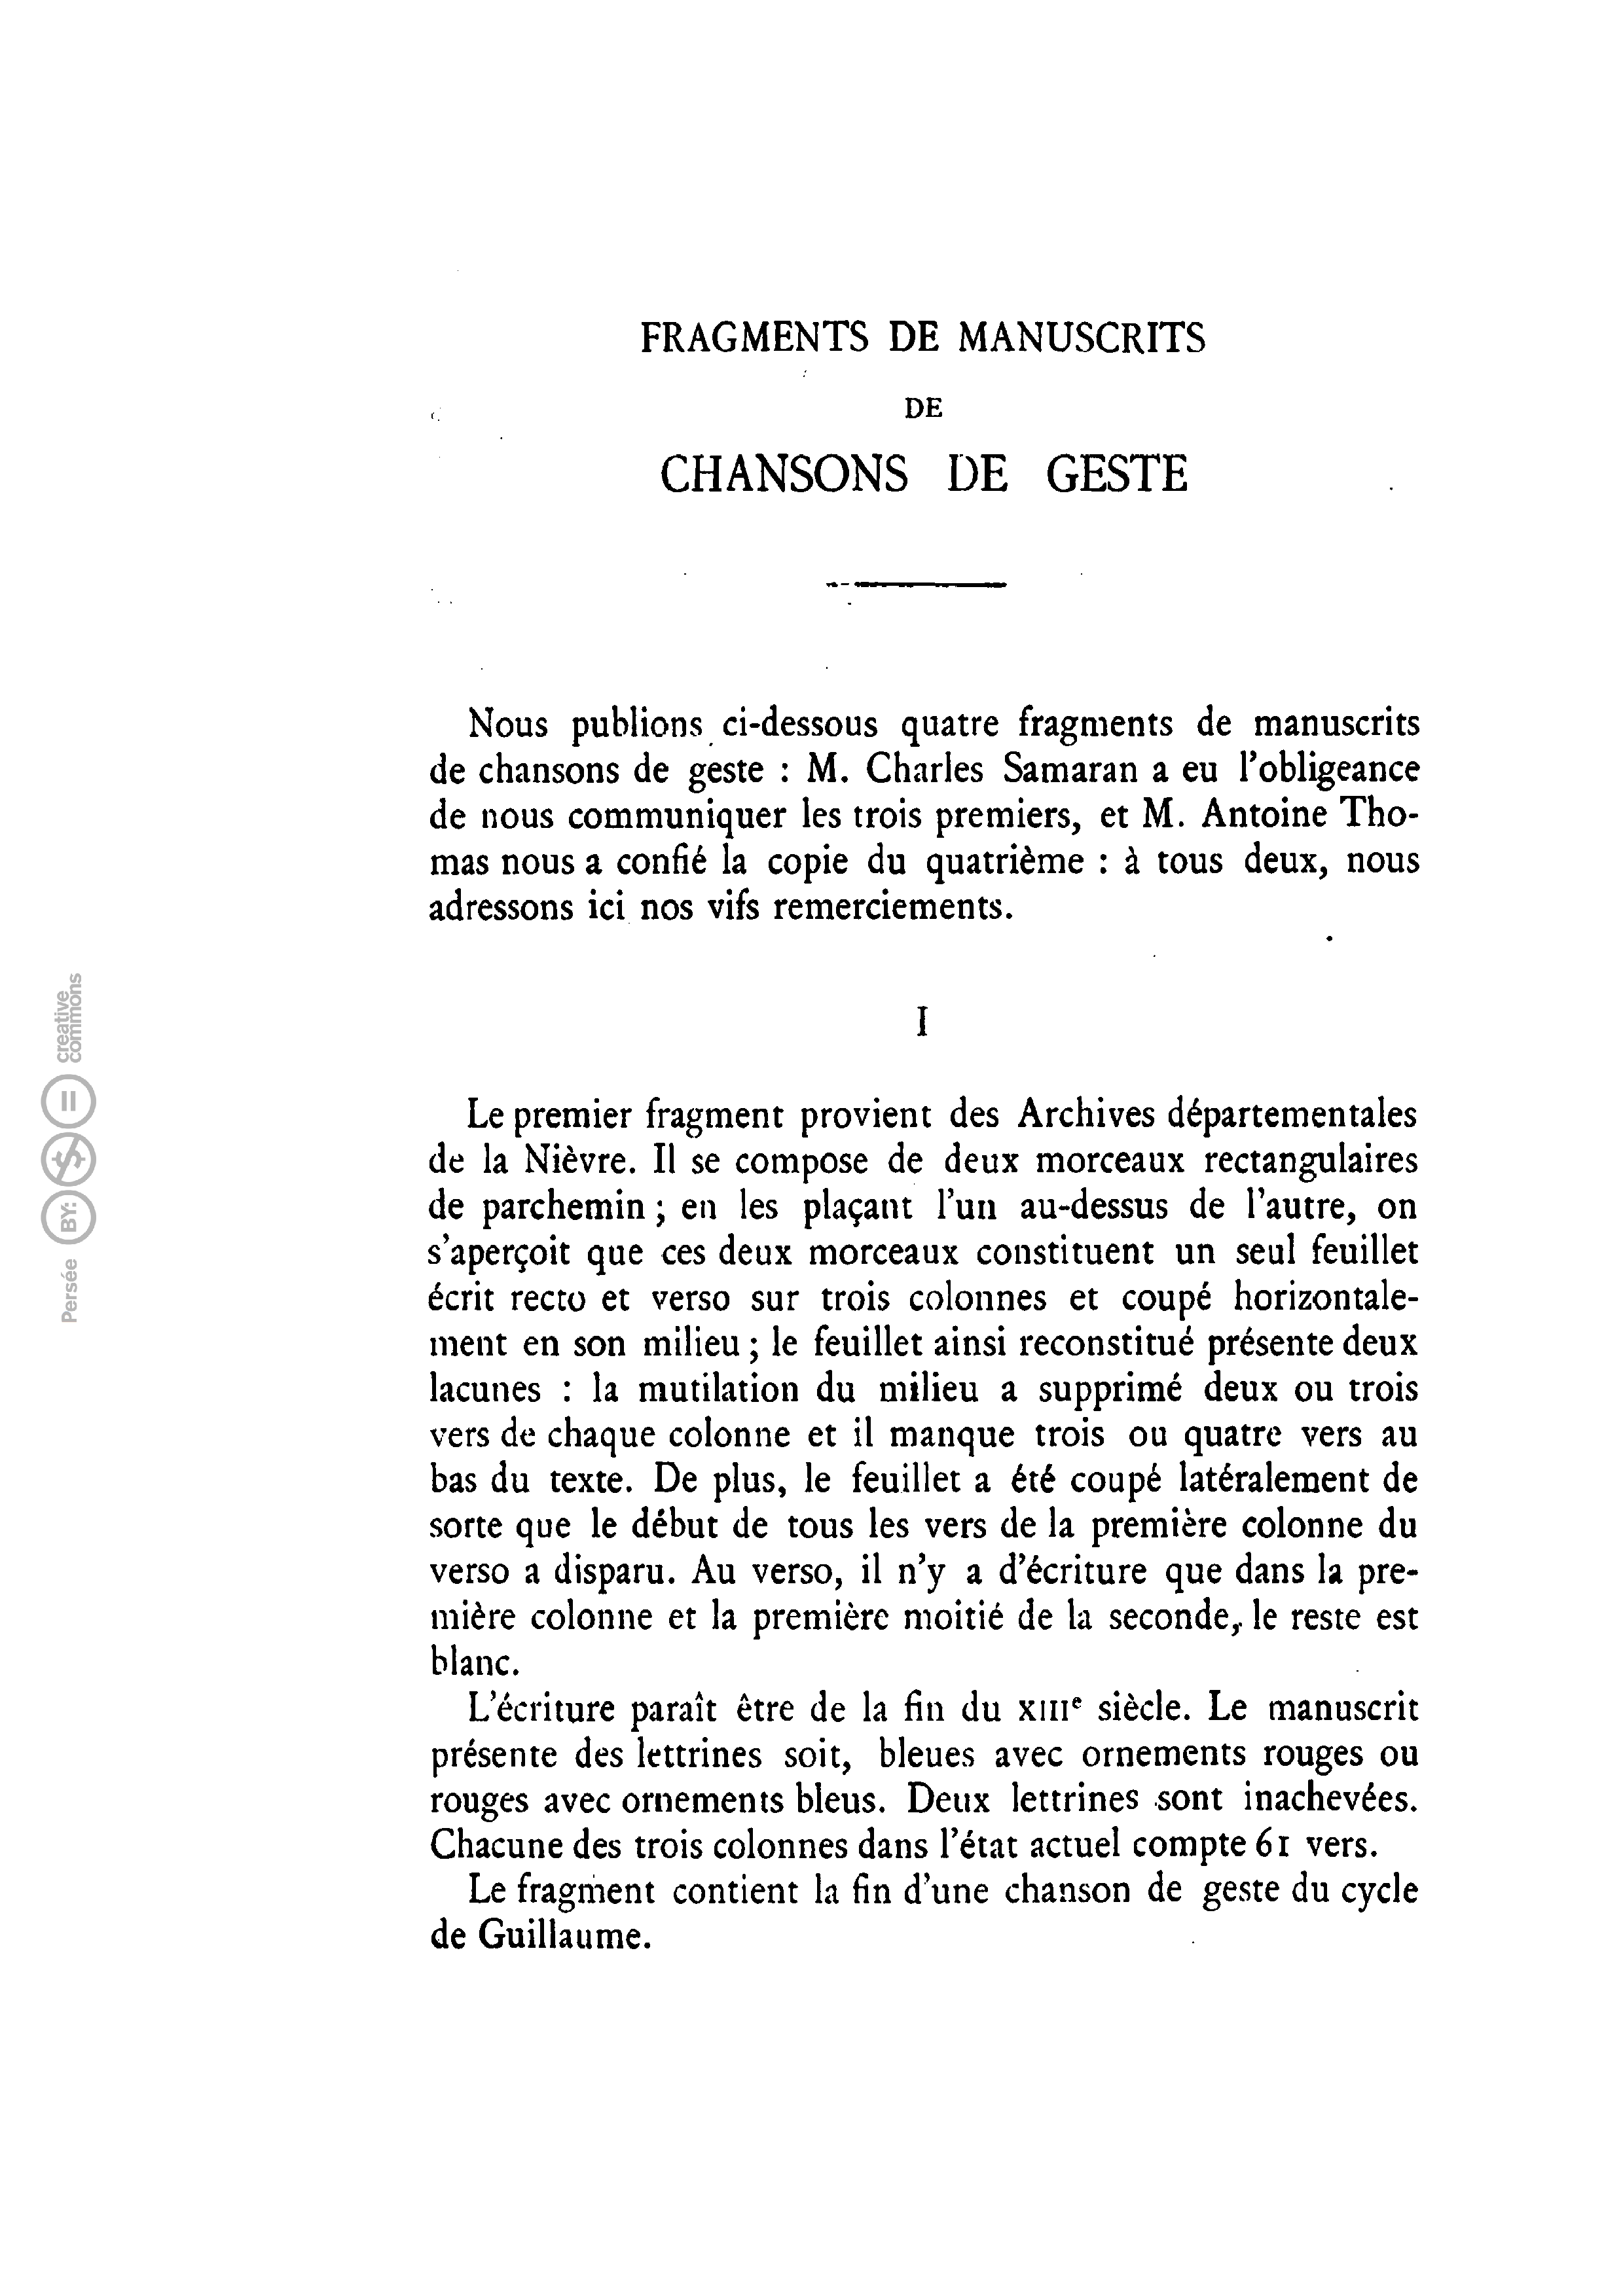 FRAGMENTS DE MANUSCRITS
DE
CHANSONS DE GESTE
Nous publions ci-dessous quatre fragments de manuscrits
de chansons de geste : M. Charles Samaran a eu l'obligeance
de nous communiquer les trois premiers, et M. Antoine Tho-
mas nous a confié la copie du quatrième : à tous deux, nous
adressons ici nos vifs remerciements.
I
Le premier fragment provient des Archives départementales
de la Nièvre. Il se compose de deux morceaux rectangulaires
de parchemin ; en les plaçant l'un au-dessus de l'autre, on
s'aperçoit que ces deux morceaux constituent un seul feuillet
écrit recto et verso sur trois colonnes et coupé horizontale-
ment en son milieu ; le feuillet ainsi reconstitué présente deux
lacunes : la mutilation du milieu a supprimé deux ou trois
vers de chaque colonne et il manque trois ou quatre vers au
bas du texte. De plus, le feuillet a été coupé latéralement de
sorte que le début de tous les vers de la première colonne du
verso a disparu. Au verso, il n'y a d'écriture que dans la pre-
mière colonne et la première moitié de la seconde, le reste est
blanc.
L'écriture paraît être de la fin du XIIIe siècle. Le manuscrit
présente des lettrines soit, bleues avec ornements rouges ou
rouges avec ornements bleus. Deux lettrines sont inachevées.
Chacune des trois colonnes dans l'état actuel compte 61 vers.
Le fragment contient la fin d'une chanson de geste du cycle
de Guillaume.
Persée
BY:
creative
commons